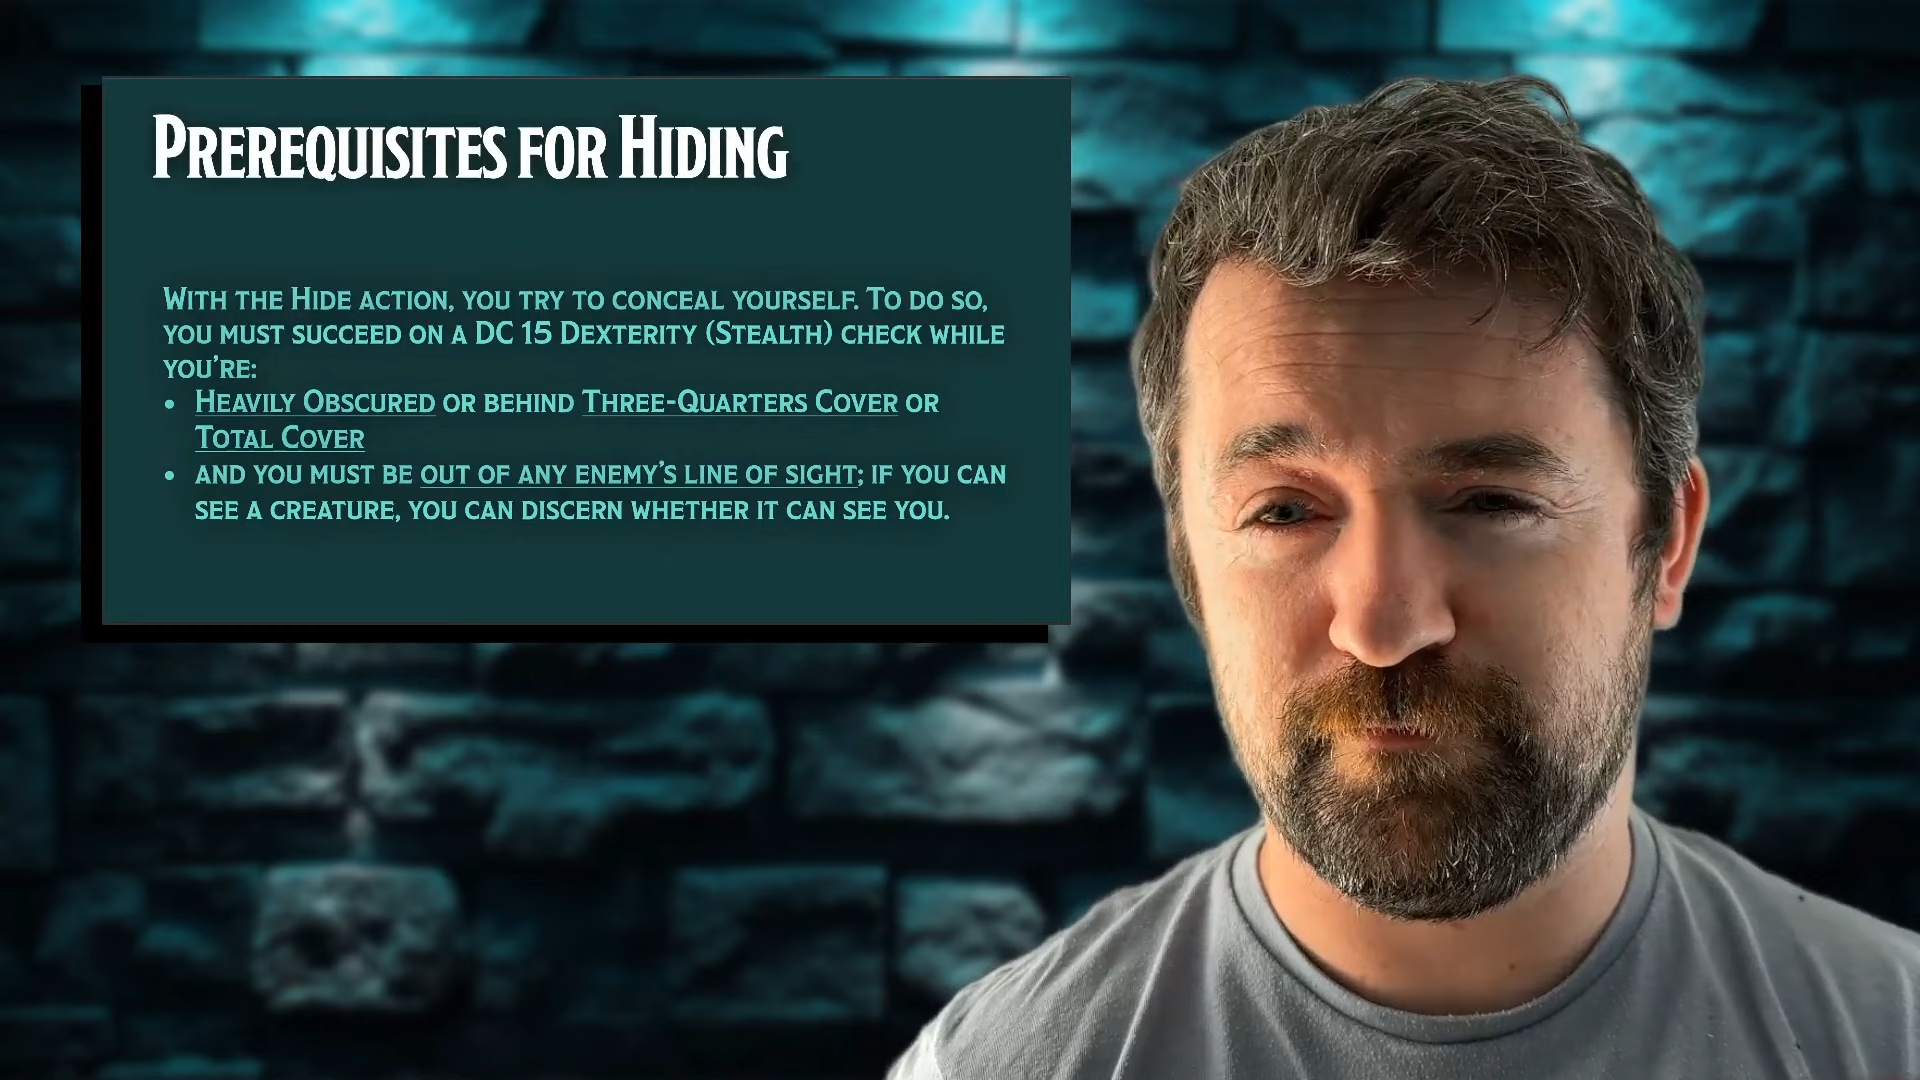 Prerequisites for Hiding
With the Hide action, you try to conceal yourself. To do so,
you must succeed on a DC 15 Dexterity (Stealth) check while
you're:
• Heavily Obscured or behind Three-Quarters Cover or
Total Cover
• and you must be out of any enemy's line of sight; if you can
see a creature, you can discern whether it can see you.